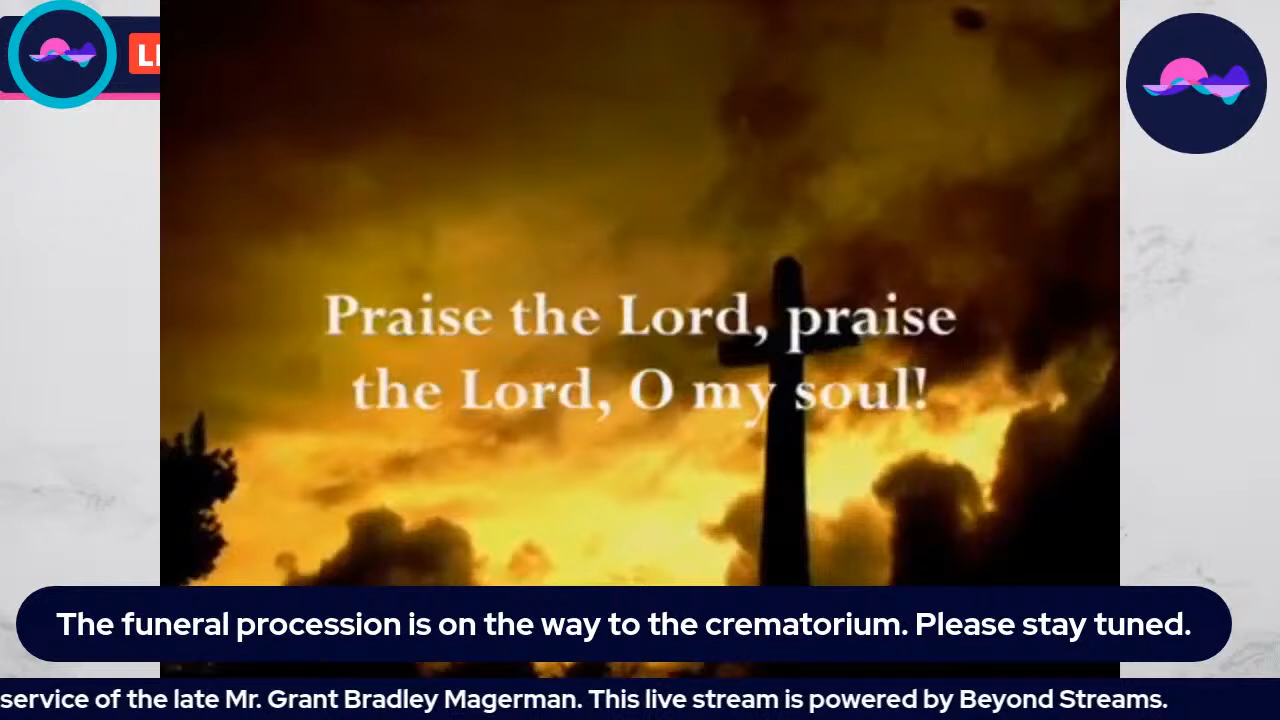 LI
Praise the Lord, praise
the Lord, O my soul!
The funeral procession is on the way to the crematorium. Please stay tuned.
service of the late Mr. Grant Bradley Magerman. This live stream is powered by Beyond Streams.